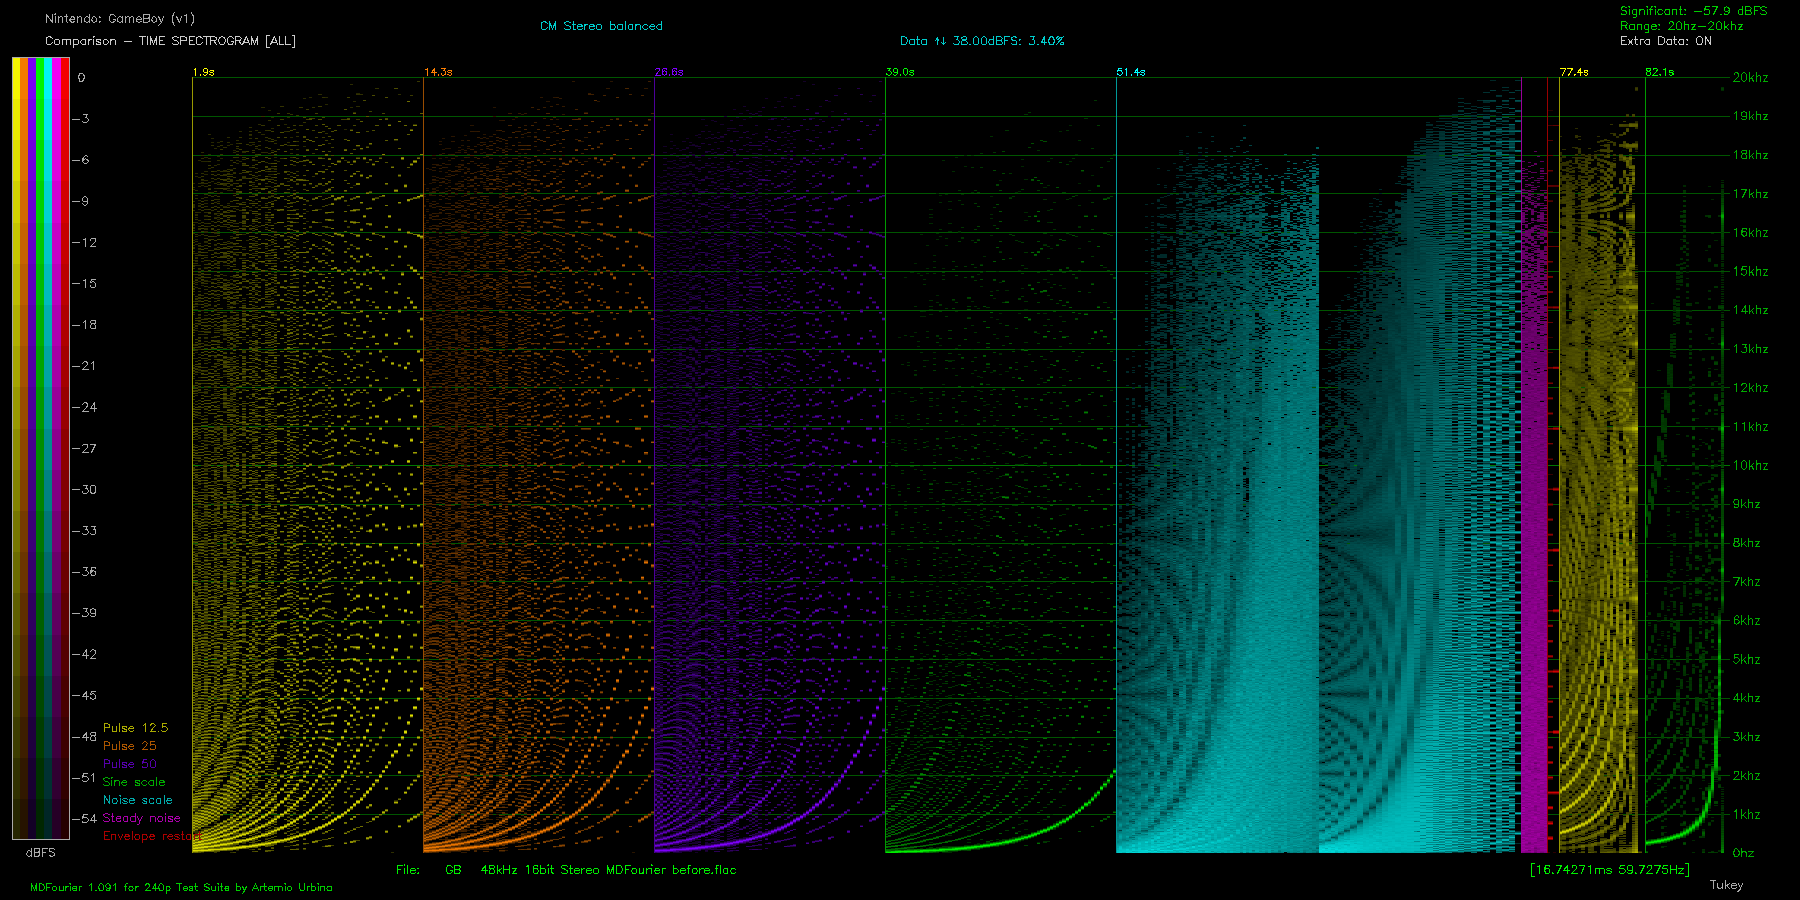 Nintendo: GameBoy (v1)
CM Stereo balanced
Significant: -57.9 dBFS
Range: 20hz-20khz
Comparison - TIME SPECTROGRAM [ALL]
Data ↑↓ 38.00dBFS: 3.40%
Extra Data: ON
1.9s 14.3s 26.6s 39.0s 51.4s 77.4s 82.1s
0
-3
-6
-9
-12
-15
-18
-21
-24
-27
-30
-33
-36
-39
-42
-45
-48
-51
-54
dBFS
20khz
19khz
18khz
17khz
16khz
15khz
14khz
13khz
12khz
11khz
10khz
9khz
8khz
7khz
6khz
5khz
4khz
3khz
2khz
1khz
0hz
Pulse 12.5
Pulse 25
Pulse 50
Sine scale
Noise scale
Steady noise
Envelope restart
File: GB 48kHz 16bit Stereo MDFourier before.flac
[16.74271ms 59.7275Hz]
MDFourier 1.091 for 240p Test Suite by Artemio Urbina
Tukey